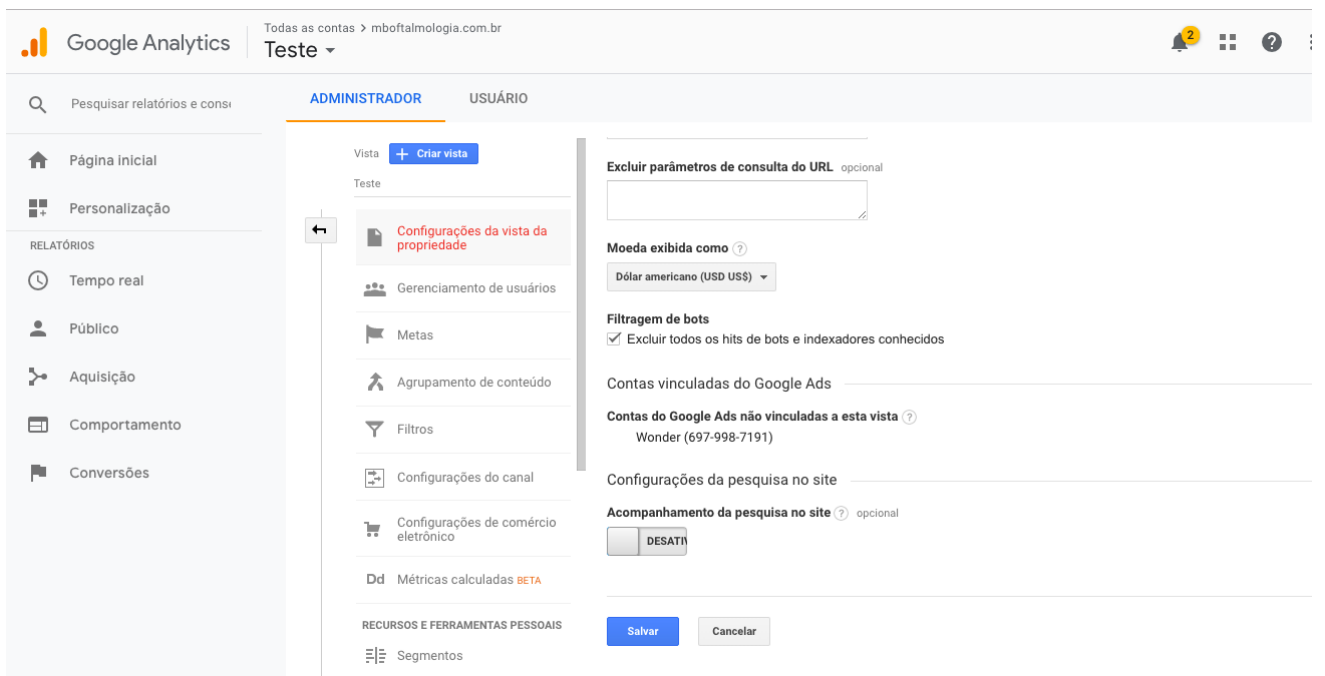 Google Analytics
Todas as contas > mboftalmologia.com.br
Teste
2
Pesquisar relatórios e conse
Página inicial
Personalização
RELATÓRIOS
Tempo real
Público
Aquisição
Comportamento
Conversões
ADMINISTRADOR
USUÁRIO
Vista
+ Criar vista
Teste
Configurações da vista da
propriedade
Gerenciamento de usuários
Metas
Agrupamento de conteúdo
Filtros
Configurações do canal
Configurações de comércio
eletrônico
Dd Métricas calculadas BETA
RECURSOS E FERRAMENTAS PESSOAIS
Segmentos
Excluir parâmetros de consulta do URL opcional
Moeda exibida como ?
Dólar americano (USD US$)
Filtragem de bots
Excluir todos os hits de bots e indexadores conhecidos
Contas vinculadas do Google Ads
Contas do Google Ads não vinculadas a esta vista ?
Wonder (697-998-7191)
Configurações da pesquisa no site
Acompanhamento da pesquisa no site ? opcional
DESATIV
Salvar
Cancelar